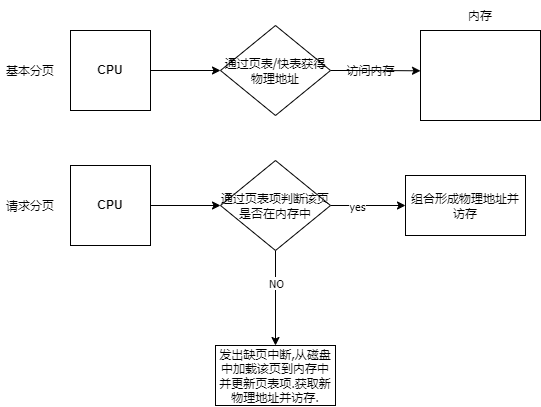 内存
基本分页
CPU
通过页表/快表获得
物理地址
访问内存
请求分页
CPU
通过页表项判断该页
是否在内存中
yes
组合形成物理地址并
访存
NO
发出缺页中断,从磁盘
中加载该页到内存中
并更新页表项.获取新
物理地址并访存.